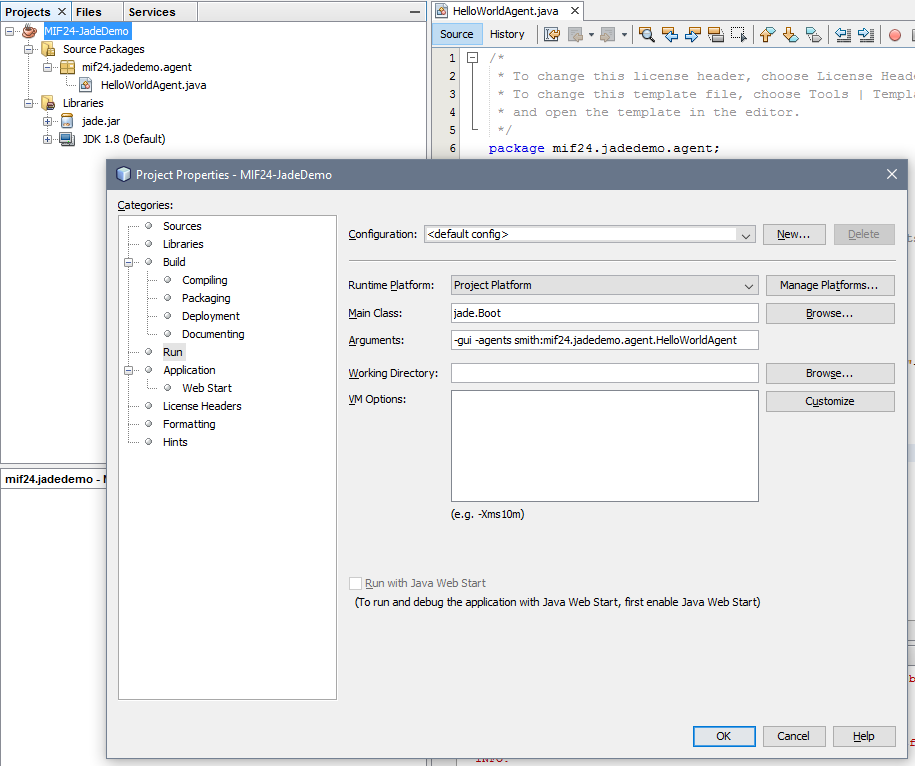 Projects
Files
Services
MIF24-JadeDemo
Source Packages
mif24.jadedemo.agent
HelloWorldAgent.java
Libraries
jade.jar
JDK 1.8 (Default)
mif24.jadedemo -
HelloWorldAgent.java
Source
History
1 /*
2 * To change this license header, choose License Heade
3 * To change this template file, choose Tools | Templa
4 * and open the template in the editor.
5 */
6 package mif24.jadedemo.agent;
Project Properties - MIF24-JadeDemo
Categories:
Sources
Libraries
Build
Compiling
Packaging
Deployment
Documenting
Run
Application
Web Start
License Headers
Formatting
Hints
Configuration: <default config> New... Delete
Runtime Platform: Project Platform Manage Platforms...
Main Class: jade.Boot Browse...
Arguments: -gui -agents smith:mif24.jadedemo.agent.HelloWorldAgent
Working Directory: Browse...
VM Options: Customize
(e.g. -Xms10m)
Run with Java Web Start
(To run and debug the application with Java Web Start, first enable Java Web Start)
OK Cancel Help